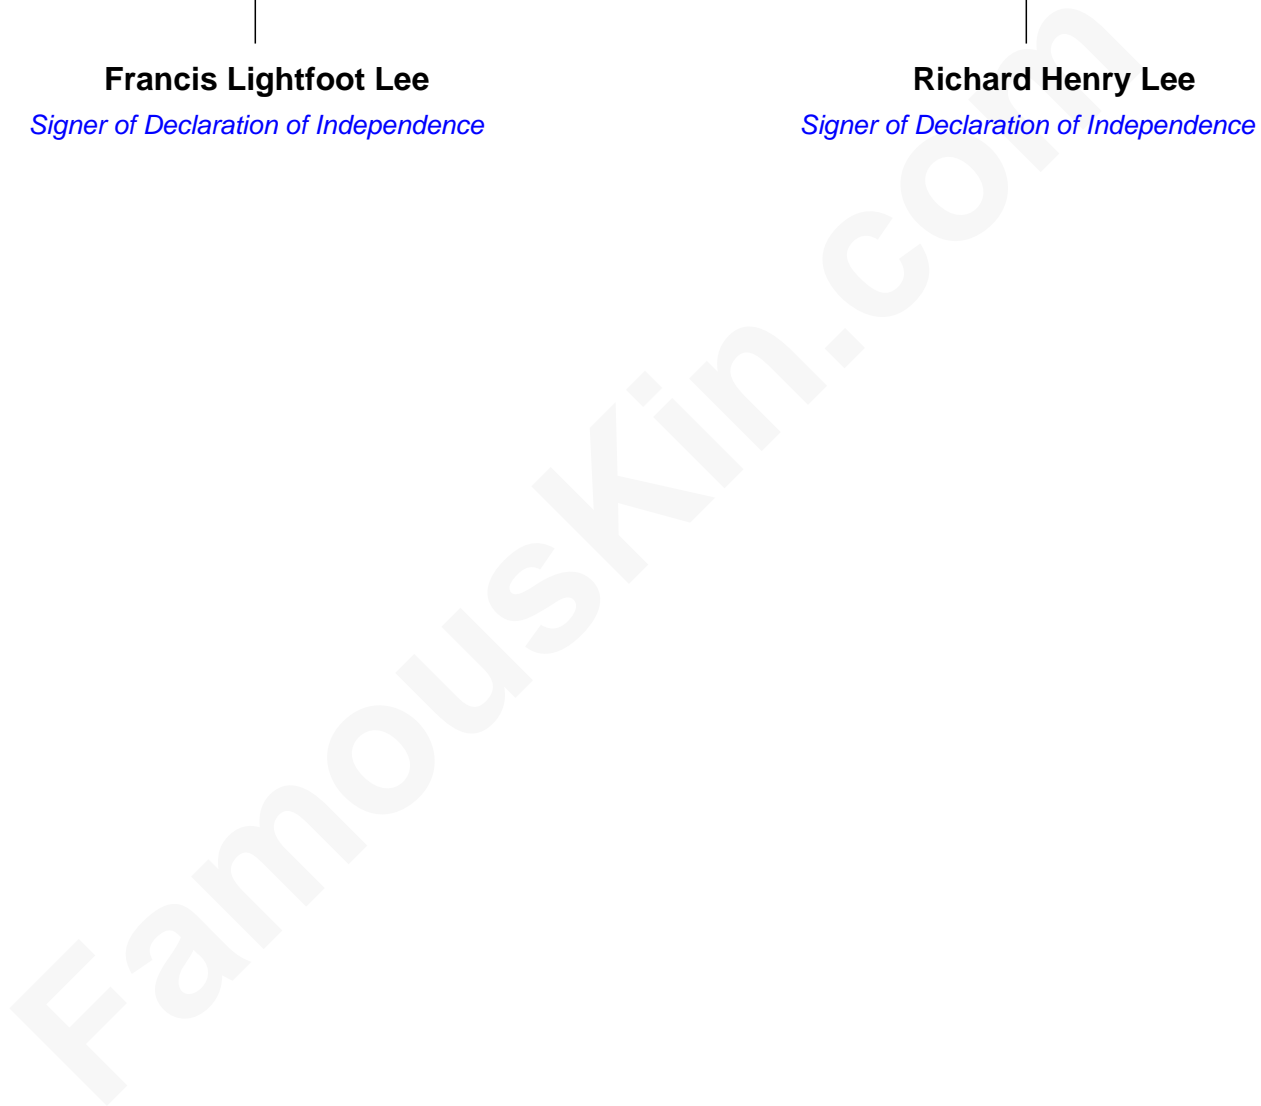 Francis Lightfoot Lee
Signer of Declaration of Independence
Richard Henry Lee
Signer of Declaration of Independence
FamousKin.com